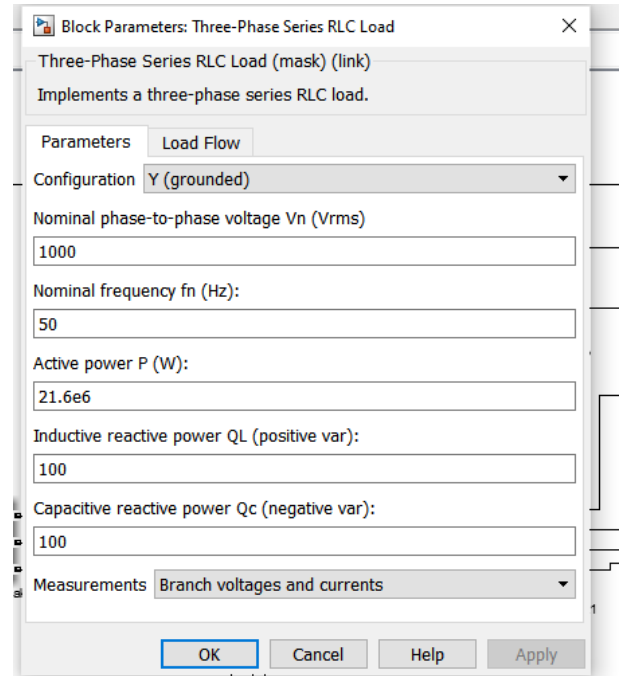 Block Parameters: Three-Phase Series RLC Load
Three-Phase Series RLC Load (mask) (link)
Implements a three-phase series RLC load.
Parameters Load Flow
Configuration Y (grounded)
Nominal phase-to-phase voltage Vn (Vrms)
1000
Nominal frequency fn (Hz):
50
Active power P (W):
21.6e6
Inductive reactive power QL (positive var):
100
Capacitive reactive power Qc (negative var):
100
Measurements Branch voltages and currents
1
OK Cancel Help Apply